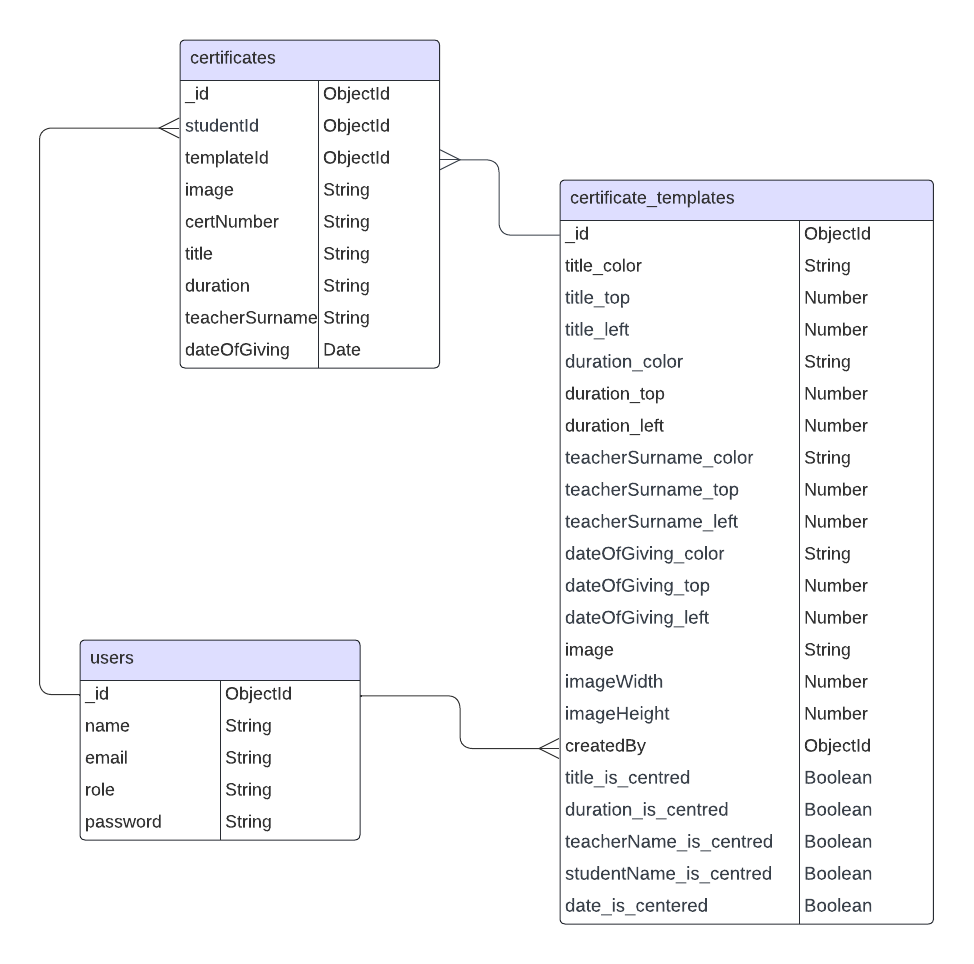 certificates
_id ObjectId
studentId ObjectId
templateId ObjectId
image String
certNumber String
title String
duration String
teacherSurname String
dateOfGiving Date
certificate_templates
_id ObjectId
title_color String
title_top Number
title_left Number
duration_color String
duration_top Number
duration_left Number
teacherSurname_color String
teacherSurname_top Number
teacherSurname_left Number
dateOfGiving_color String
dateOfGiving_top Number
dateOfGiving_left Number
image String
imageWidth Number
imageHeight Number
createdBy ObjectId
title_is_centred Boolean
duration_is_centred Boolean
teacherName_is_centred Boolean
studentName_is_centred Boolean
date_is_centered Boolean
users
_id ObjectId
name String
email String
role String
password String